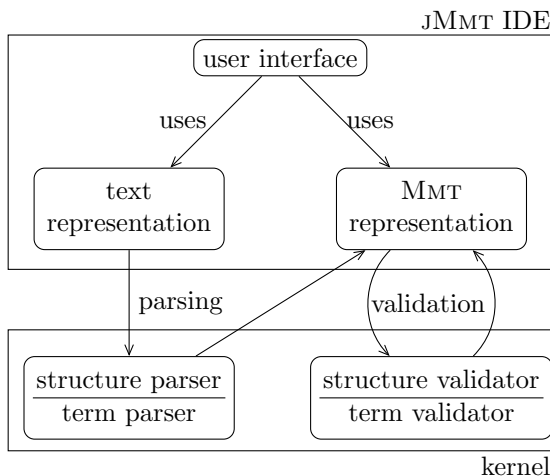 jMmt IDE
user interface
uses uses
text
representation
Mmt
representation
parsing
validation
structure parser
term parser
structure validator
term validator
kernel